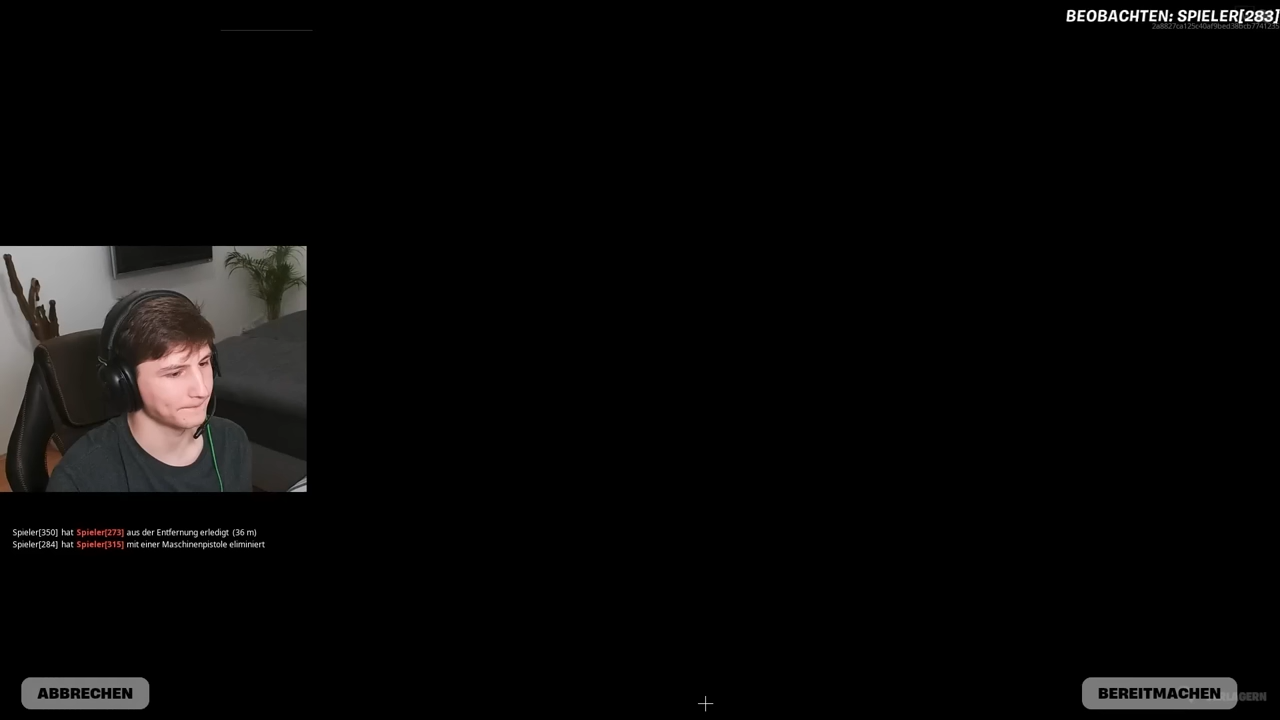 BEOBACHTEN: SPIELER[283]
Spieler[350] hat Spieler[273] aus der Entfernung erledigt (36 m)
Spieler[284] hat Spieler[315] mit einer Maschinenpistole eliminiert
ABBRECHEN
BEREITMACHEN